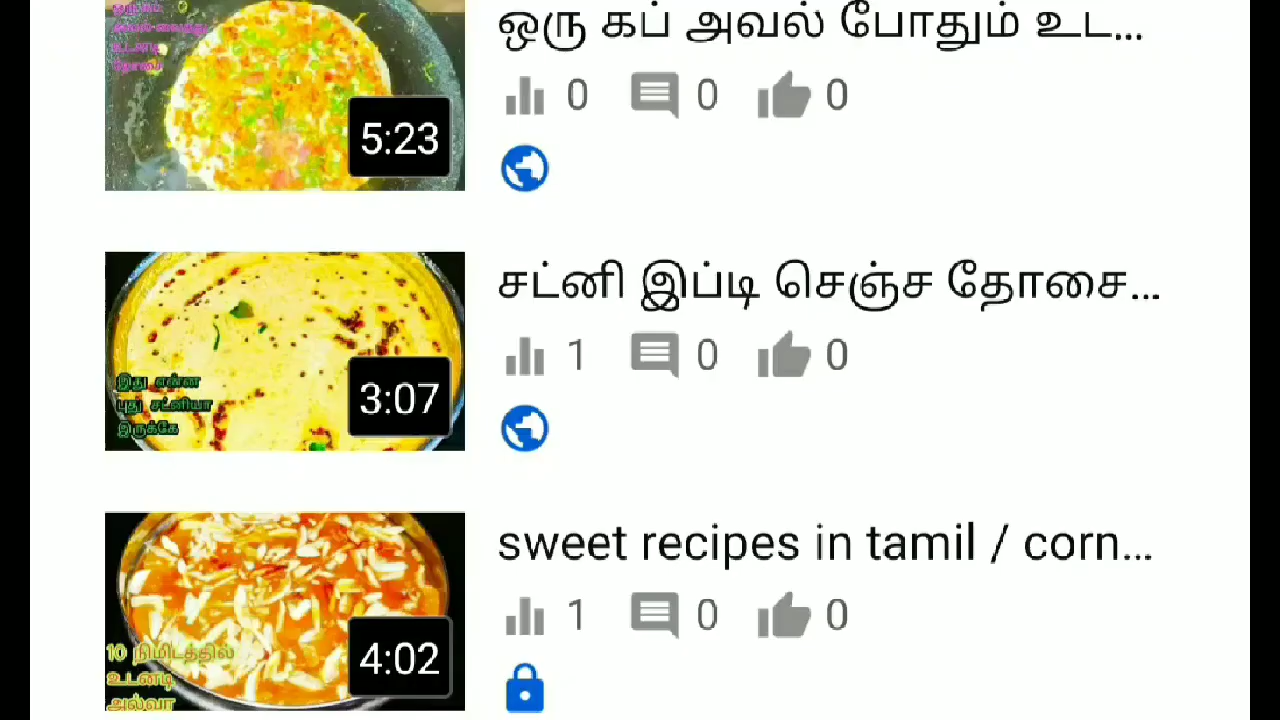 ஒரு கப் அவல் போதும் உட...
0 0 0
5:23
சட்னி இப்டி செஞ்ச தோசை...
1 0 0
இது என்ன
புது சட்னியா
இருக்கே
3:07
sweet recipes in tamil / corn...
1 0 0
10 நிமிடத்தில்
உடனடி
அல்வா
4:02